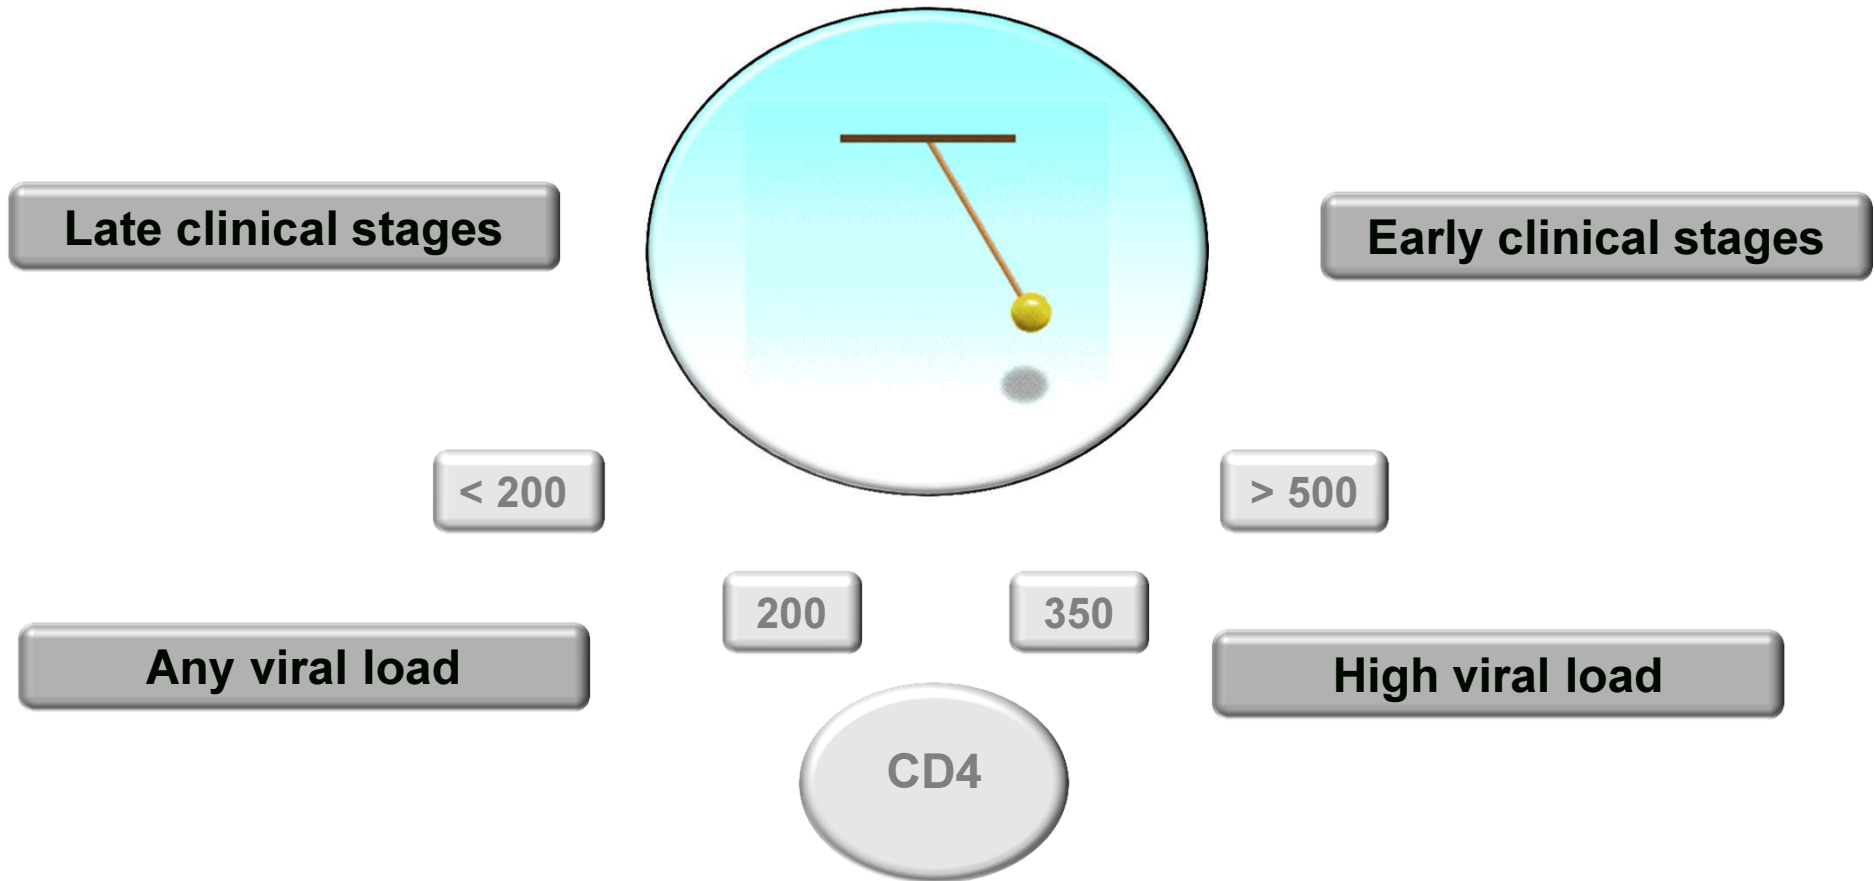 Late clinical stages
Early clinical stages
< 200
> 500
200
350
Any viral load
High viral load
CD4